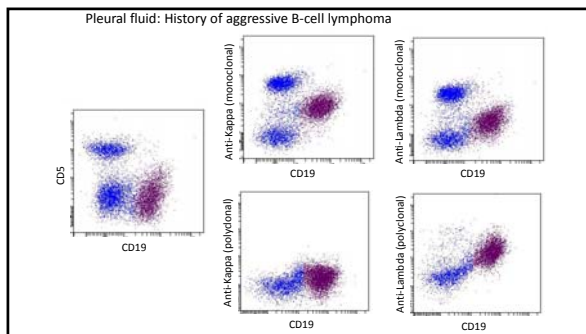 Pleural fluid: History of aggressive B-cell lymphoma
CD5
CD19
Anti-Kappa (monoclonal)
CD19
Anti-Lambda (monoclonal)
CD19
Anti-Kappa (polyclonal)
CD19
Anti-Lambda (polyclonal)
CD19